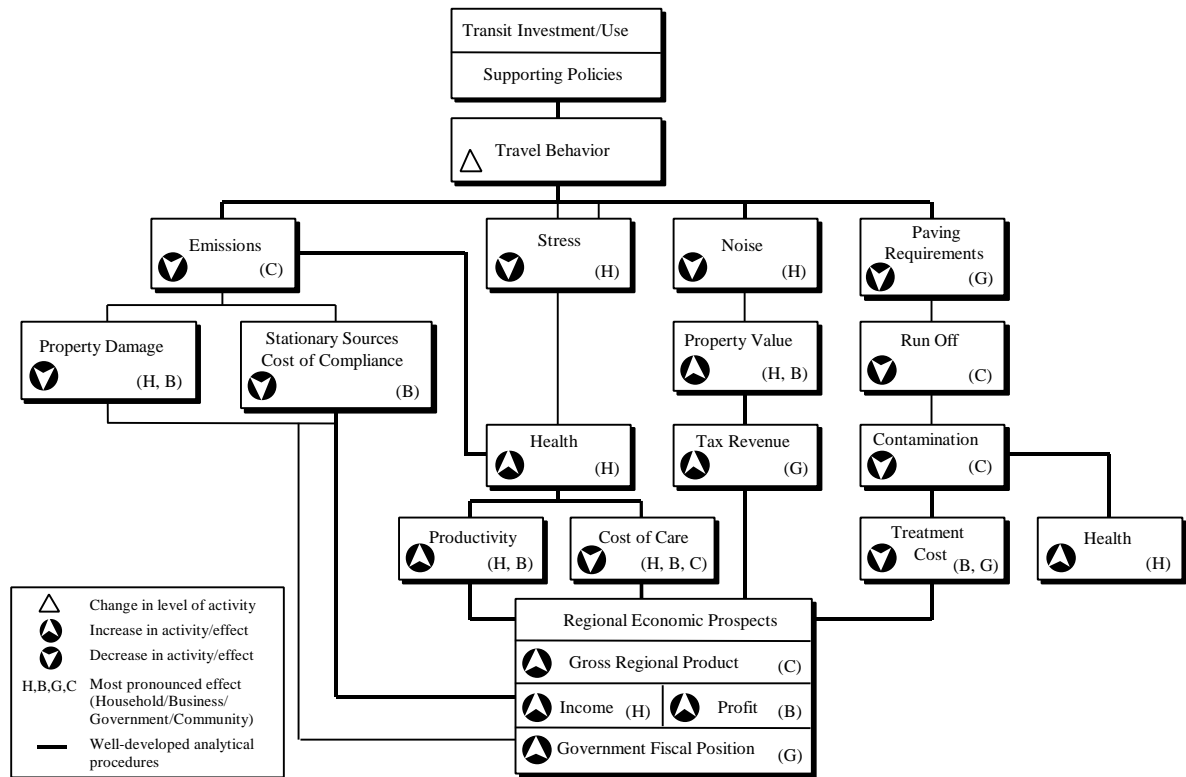 Transit Investment/Use
Supporting Policies
Travel Behavior
Emissions
(C)
Stress
(H)
Noise
(H)
Paving
Requirements
(G)
Property Damage
(H, B)
Stationary Sources
Cost of Compliance
(B)
Property Value
(H, B)
Run Off
(C)
Health
(H)
Tax Revenue
(G)
Contamination
(C)
Productivity
(H, B)
Cost of Care
(H, B, C)
Treatment
Cost
(B, G)
Health
(H)
Regional Economic Prospects
Gross Regional Product
(C)
Income
(H)
Profit
(B)
Government Fiscal Position
(G)
Change in level of activity
Increase in activity/effect
Decrease in activity/effect
H,B,G,C Most pronounced effect
(Household/Business/
Government/Community)
Well-developed analytical
procedures